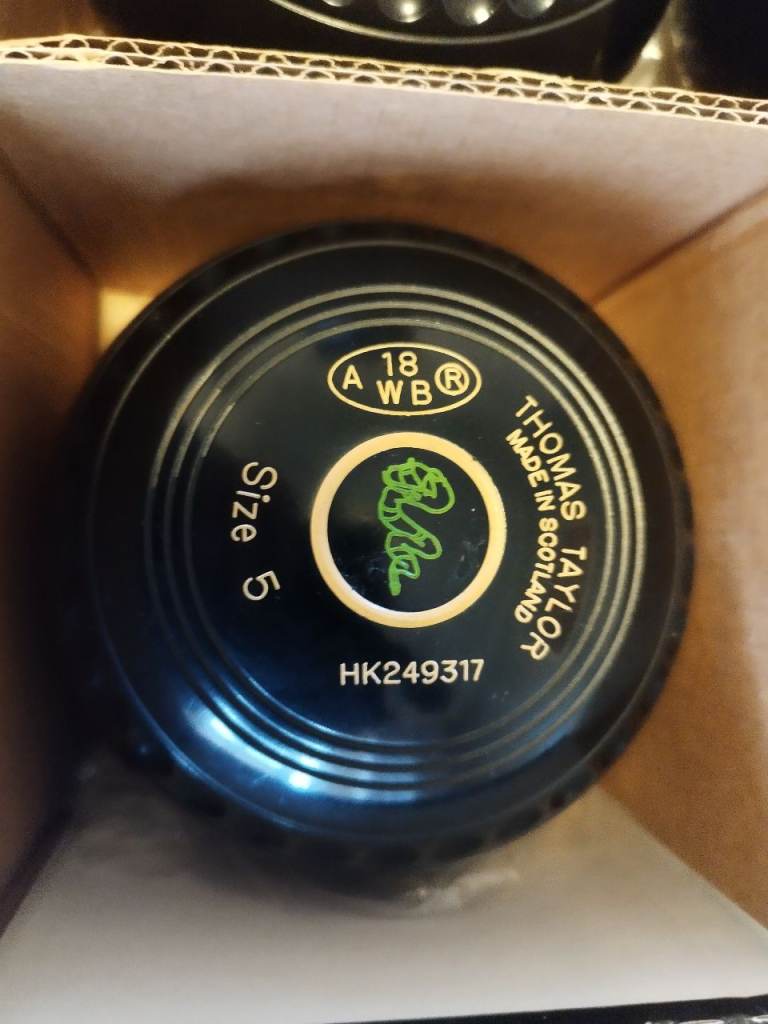 18
A WB ®
THOMAS TAYLOR
MADE IN SCOTLAND
Size 5
HK249317